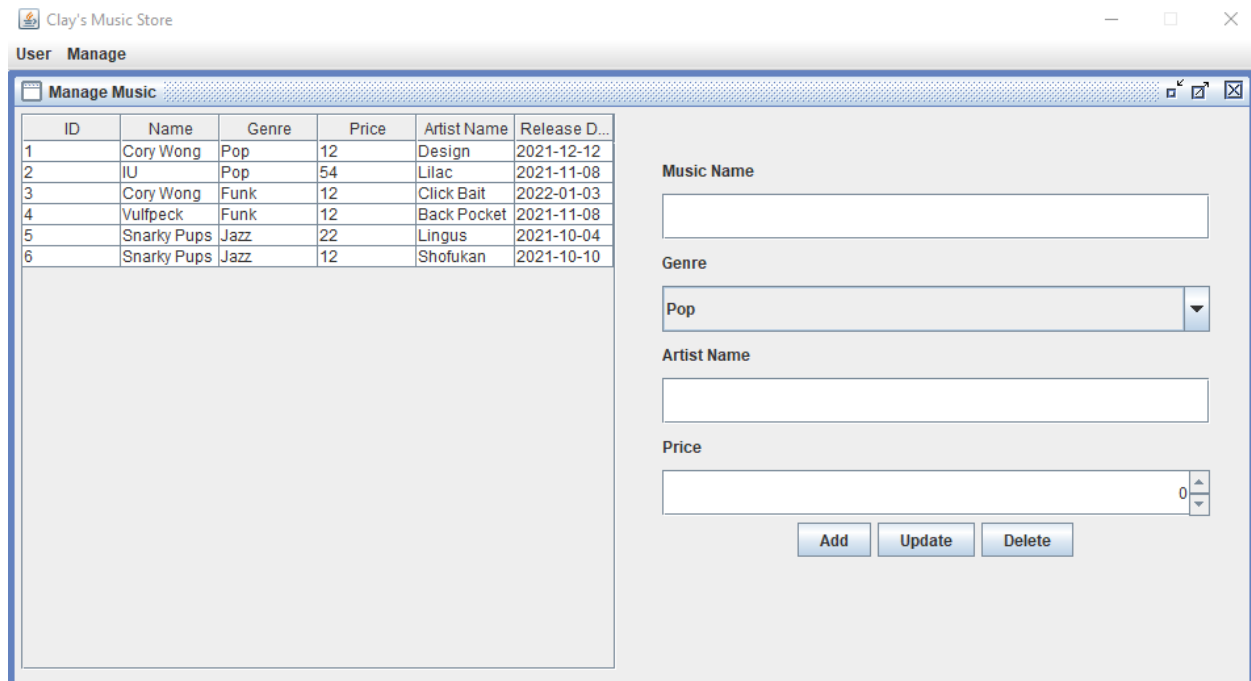 Clay's Music Store
User Manage
Manage Music
ID Name Genre Price Artist Name Release D...
1 Cory Wong Pop 12 Design 2021-12-12
2 IU Pop 54 Lilac 2021-11-08
3 Cory Wong Funk 12 Click Bait 2022-01-03
4 Vulfpeck Funk 12 Back Pocket 2021-11-08
5 Snarky Pups Jazz 22 Lingus 2021-10-04
6 Snarky Pups Jazz 12 Shofukan 2021-10-10
Music Name
Genre
Pop
Artist Name
Price
0
Add Update Delete